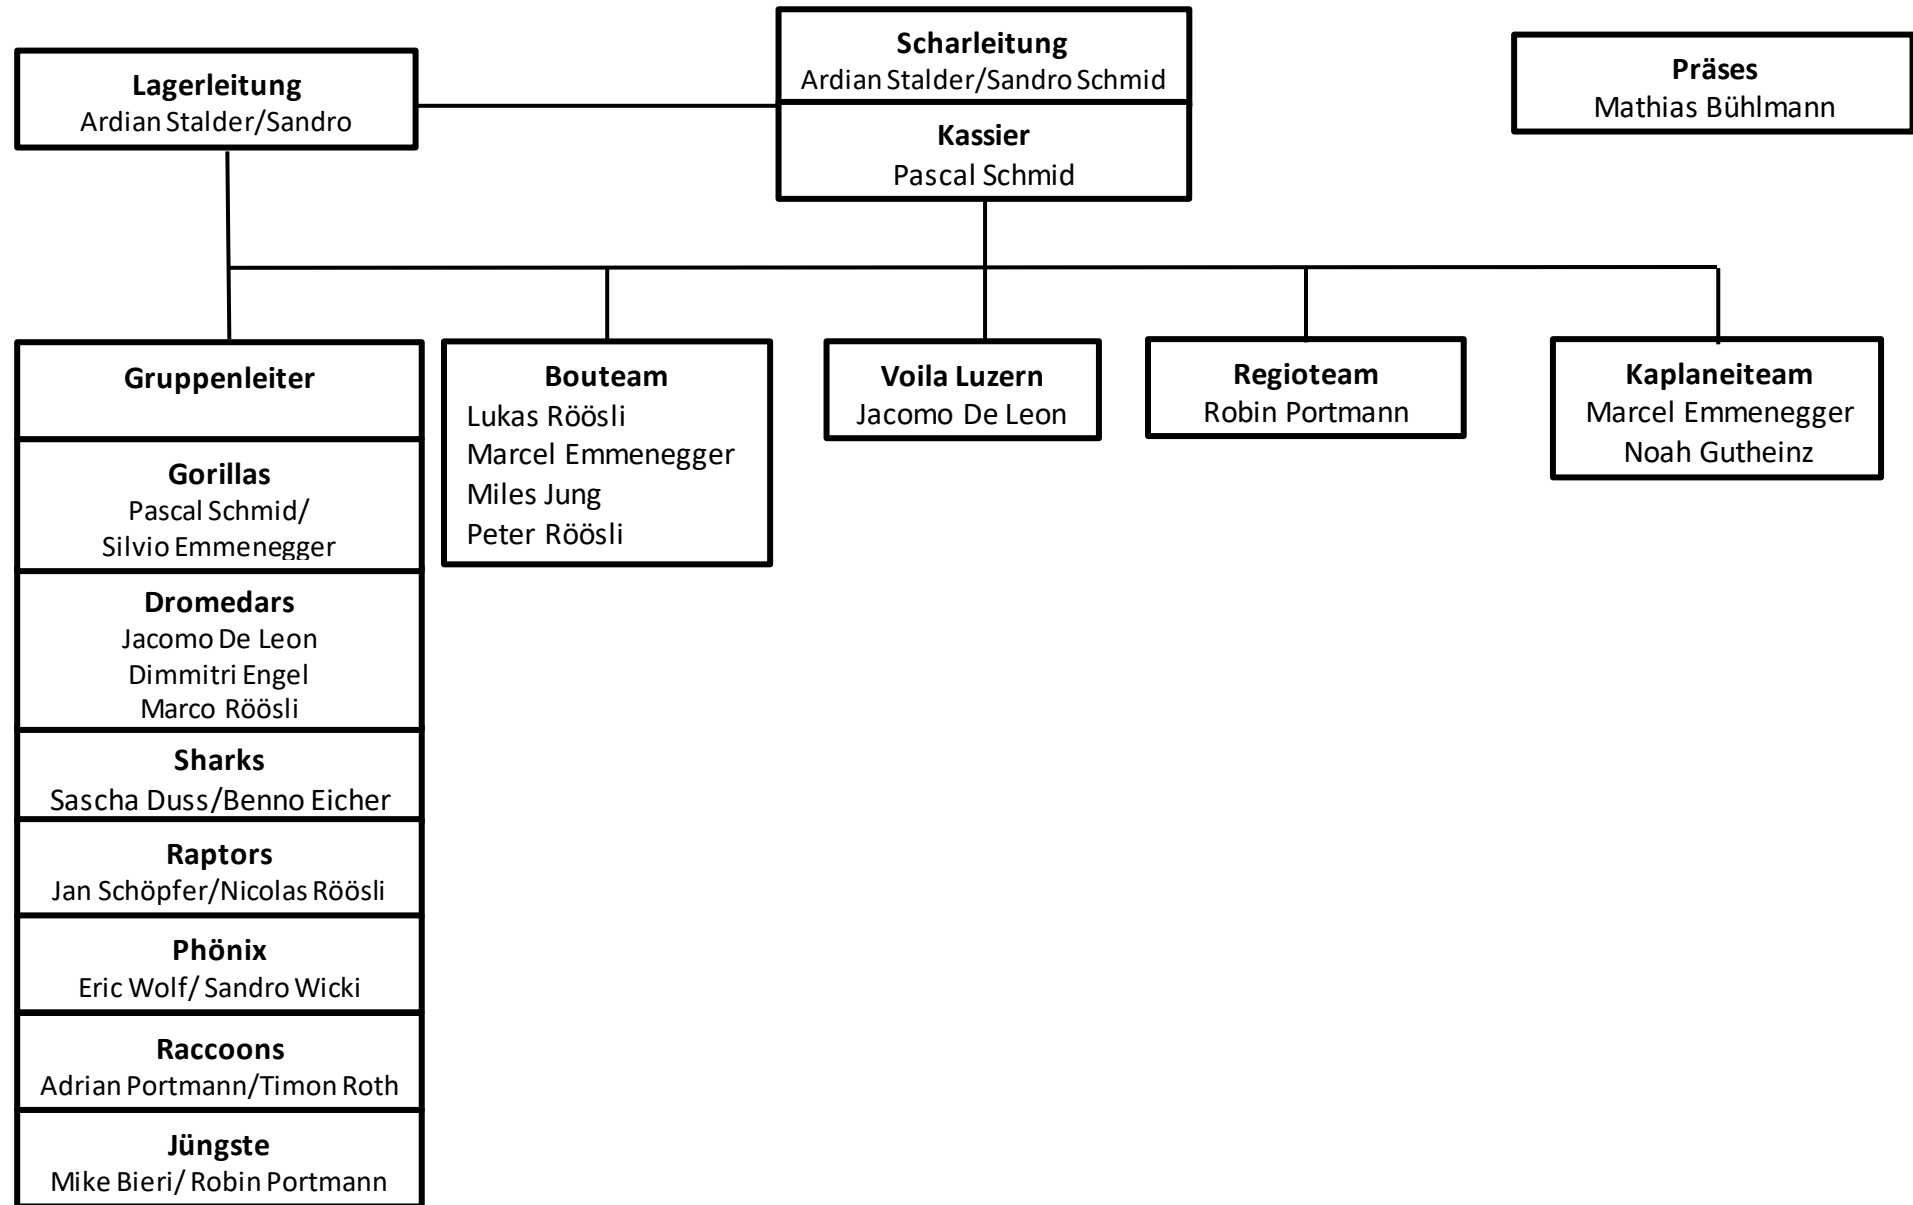 Lagerleitung
Ardian Stalder/Sandro
Scharleitung
Ardian Stalder/Sandro Schmid
Kassier
Pascal Schmid
Präses
Mathias Bühlmann
Gruppenleiter
Gorillas
Pascal Schmid/
Silvio Emmenegger
Dromedars
Jacomo De Leon
Dimmitri Engel
Marco Röösli
Sharks
Sascha Duss/Benno Eicher
Raptors
Jan Schöpfer/Nicolas Röösli
Phönix
Eric Wolf/ Sandro Wicki
Raccoons
Adrian Portmann/Timon Roth
Jüngste
Mike Bieri/ Robin Portmann
Bouteam
Lukas Röösli
Marcel Emmenegger
Miles Jung
Peter Röösli
Voila Luzern
Jacomo De Leon
Regioteam
Robin Portmann
Kaplaneiteam
Marcel Emmenegger
Noah Gutheinz